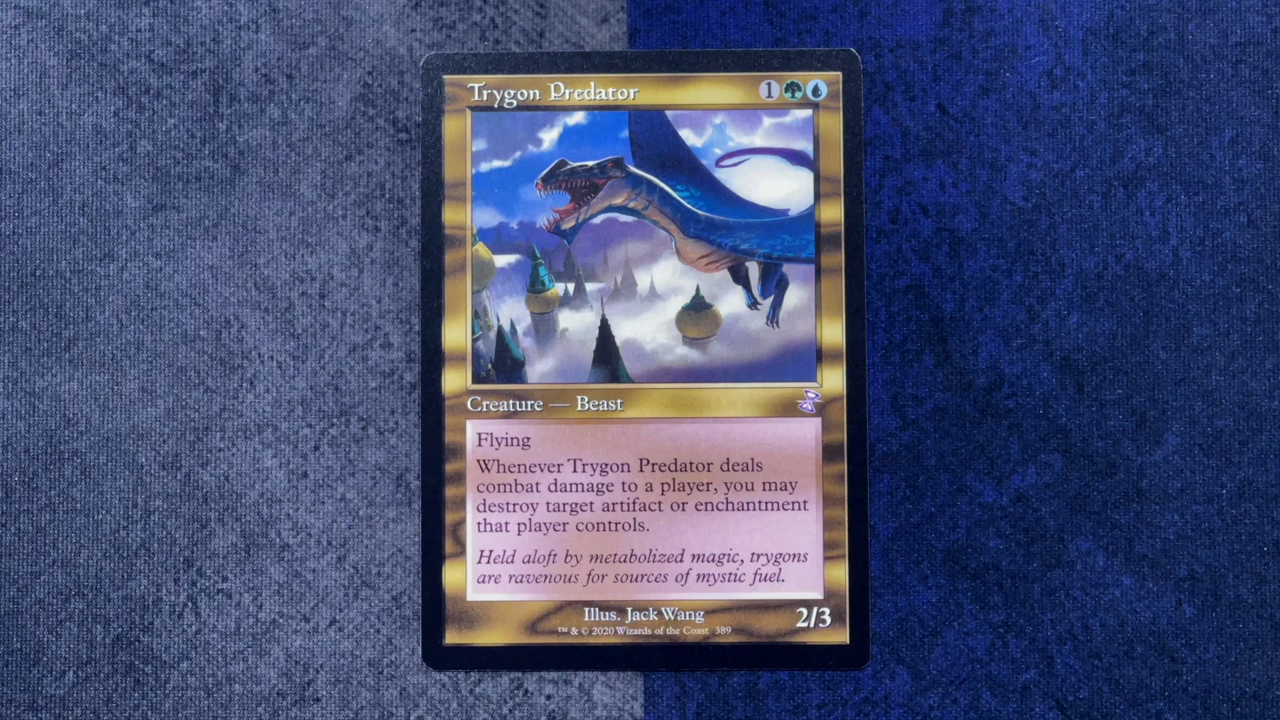 Trygon Predator 1
Creature — Beast
Flying
Whenever Trygon Predator deals
combat damage to a player, you may
destroy target artifact or enchantment
that player controls.
Held aloft by metabolized magic, trygons
are ravenous for sources of mystic fuel.
Illus. Jack Wang
™ & © 2020 Wizards of the Coast 389
2/3